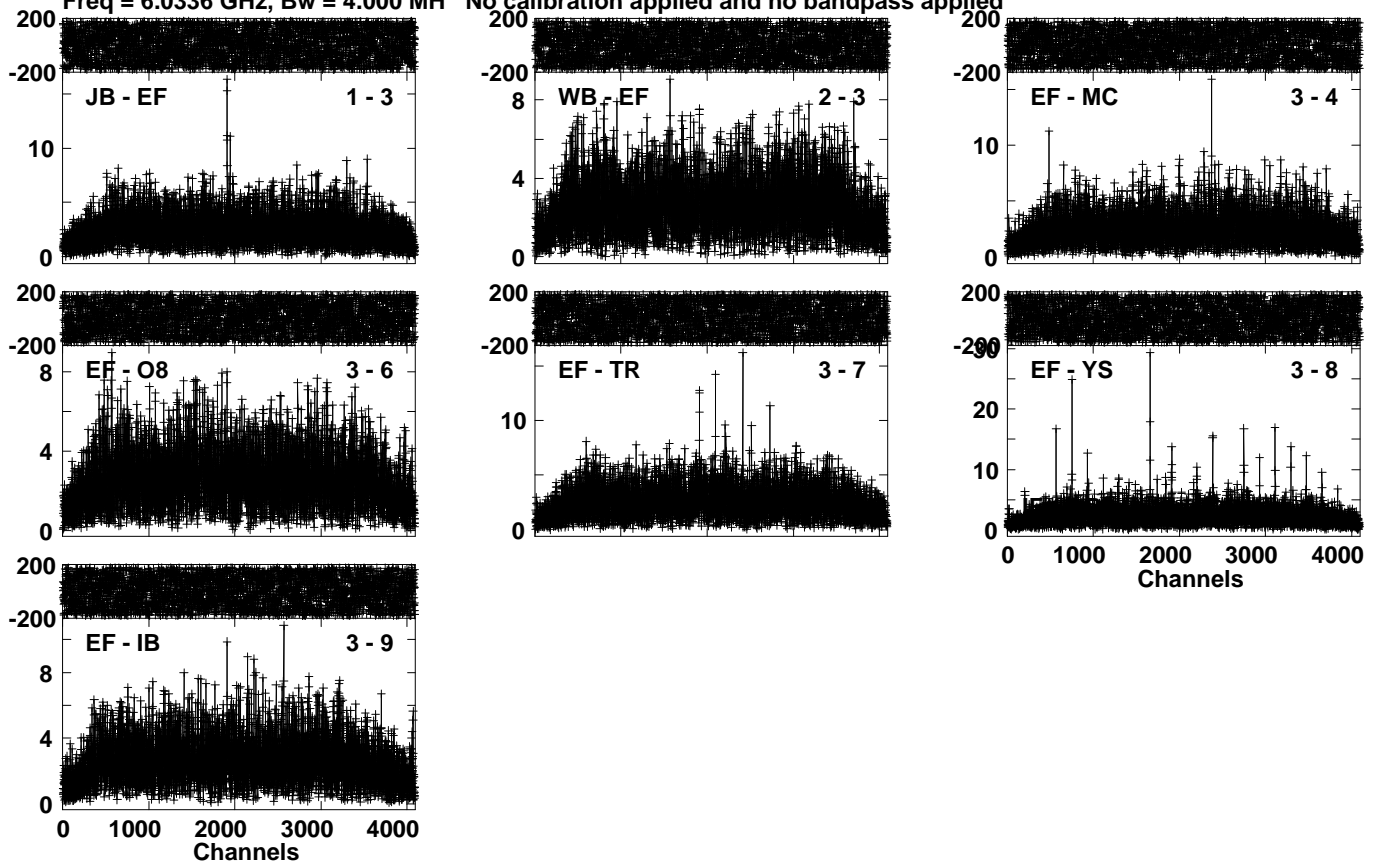 Freq = 6.0336 GHz, Bw = 4.000 MH No calibration applied and no bandpass applied
200 200 200
-200 -200 -200
JB - EF 1 - 3 WB - EF 2 - 3 EF - MC 3 - 4
10 8 10
4
0 0 0
200 200 200
-200 -200 -200
30
EF - O8 3 - 6 EF - TR 3 - 7 EF - YS 3 - 8
8 10 20
4 10
0 0 0
0 1000 2000 3000 4000
Channels
200
-200
EF - IB 3 - 9
8
4
0
0 1000 2000 3000 4000
Channels